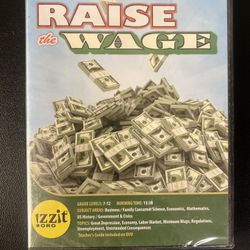 RAISE
the WAGE
GRADE LEVELS: 7-12 RUNNING TIME: 15:38
SUBJECT AREAS: Business / Family Consumer Science, Economics, Mathematics,
US History / Government & Civics
TOPICS: Great Depression, Economy, Labor Market, Minimum Wage, Regulations,
Unemployment, Unintended Consequences
Teacher's Guide included on DVD
izzit
.ORG